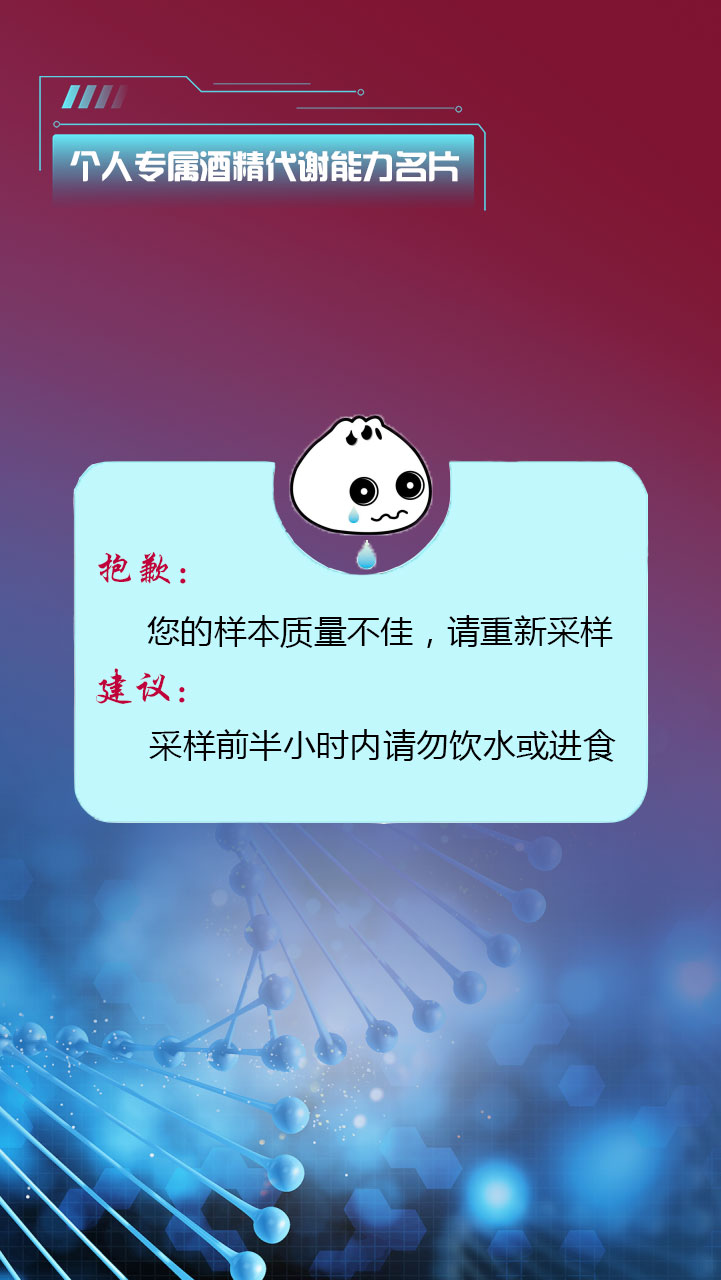 个人专属酒精代谢能力名片
抱歉：
您的样本质量不佳，请重新采样
建议：
采样前半小时内请勿饮水或进食